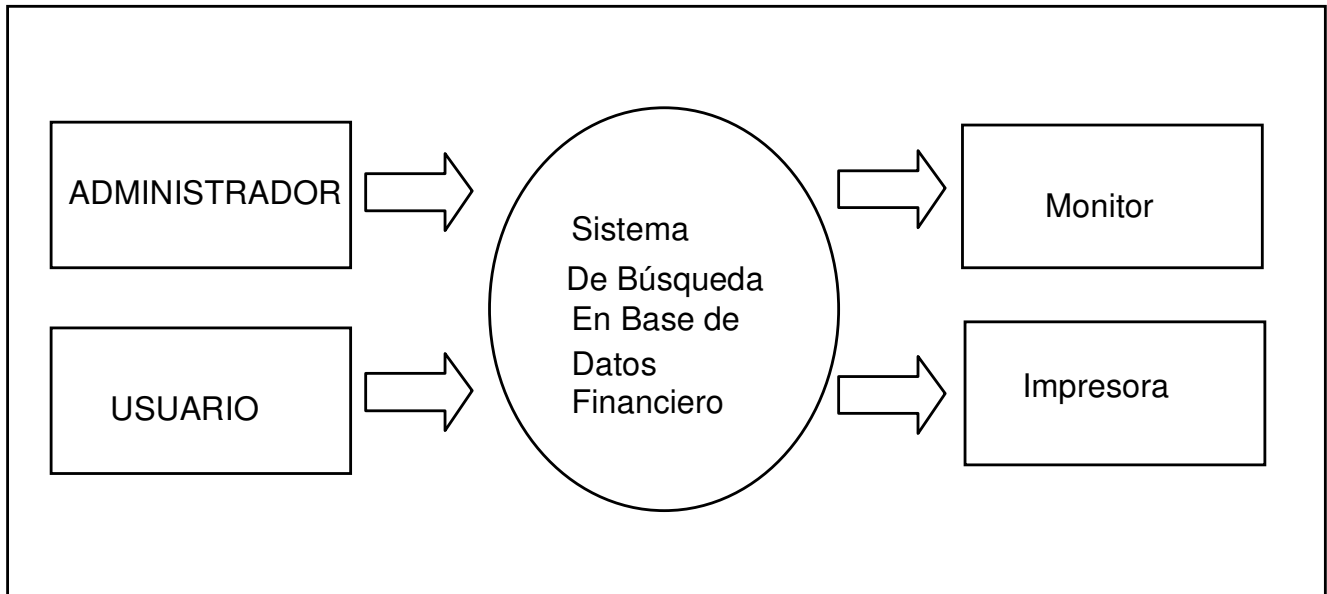 ADMINISTRADOR
USUARIO
Sistema
De Búsqueda
En Base de
Datos
Financiero
Monitor
Impresora